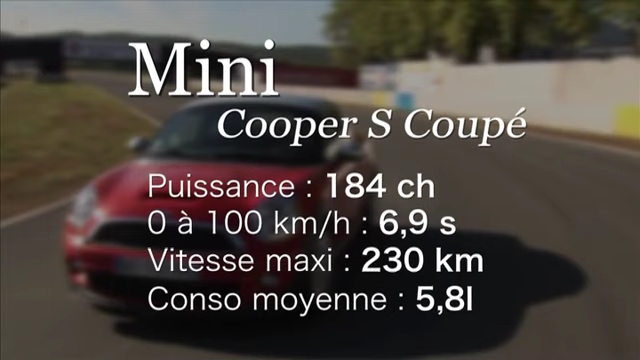 Mini
Cooper S Coupé
Puissance : 184 ch
0 à 100 km/h : 6,9 s
Vitesse maxi : 230 km
Conso moyenne : 5,8l